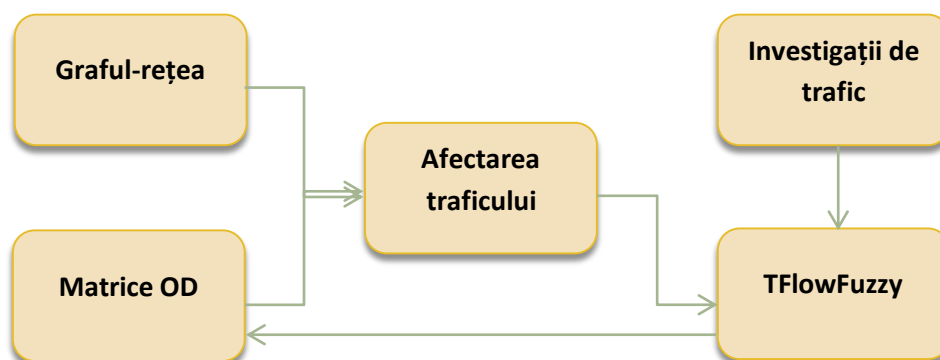 Graful-rețea
Investigații de
trafic
Afectarea
traficului
Matrice OD
TFlowFuzzy